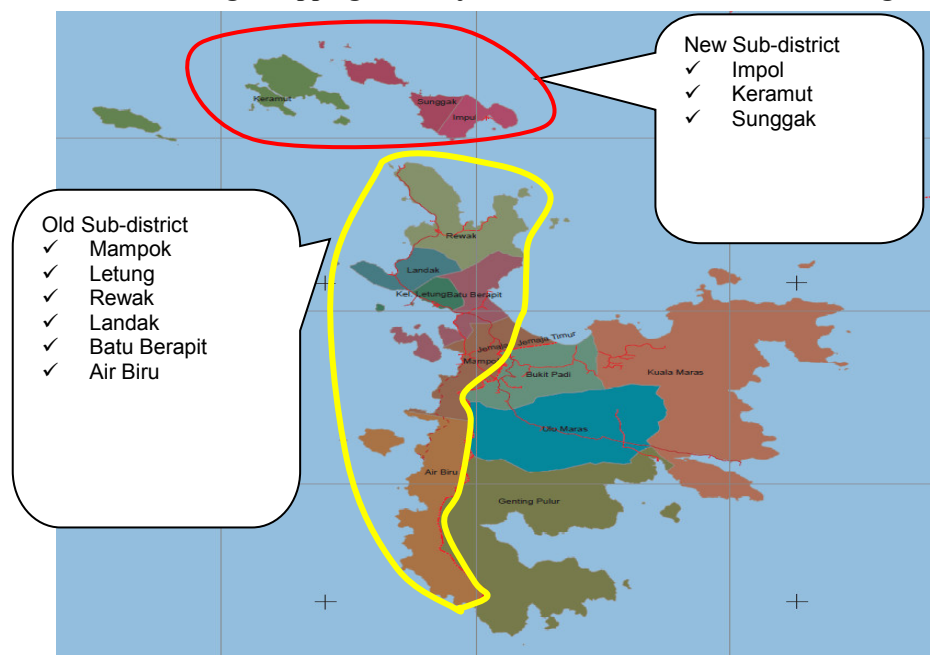 New Sub-district
✓ Impol
✓ Keramut
✓ Sunggak
Keramut
Sunggak
Impu
Old Sub-district
✓ Mampok
✓ Letung
✓ Rewak
✓ Landak
✓ Batu Berapit
✓ Air Biru
Rewak
Landak
Kel. Letung
Batu Berapit
Jemaja
Jemaja Timur
Mampok
Bukit Padi
Kuala Maras
Ulu Maras
Air Biru
Genting Pulur